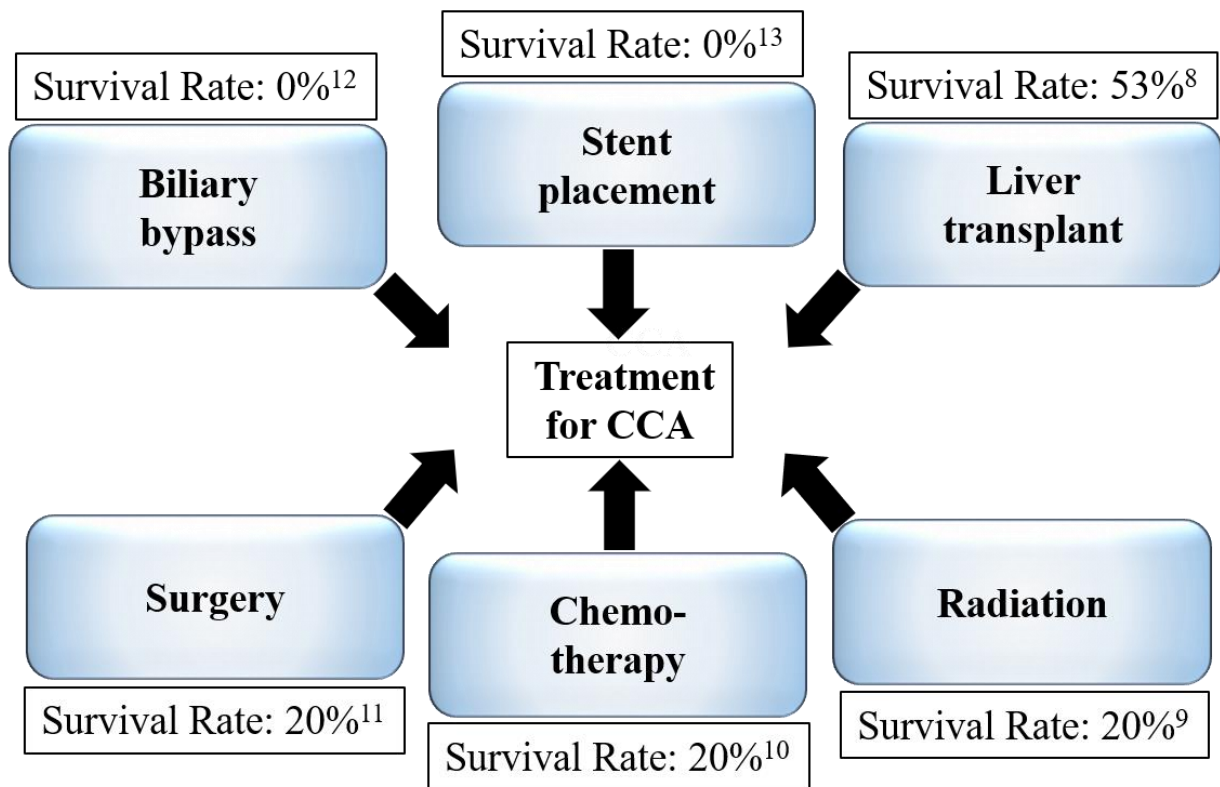 Survival Rate: 0%¹²
Biliary
bypass
Survival Rate: 0%¹³
Stent
placement
Survival Rate: 53%⁸
Liver
transplant
CCA
Treatment
for CCA
Surgery
Survival Rate: 20%¹¹
Chemo-
therapy
Survival Rate: 20%¹⁰
Radiation
Survival Rate: 20%⁹